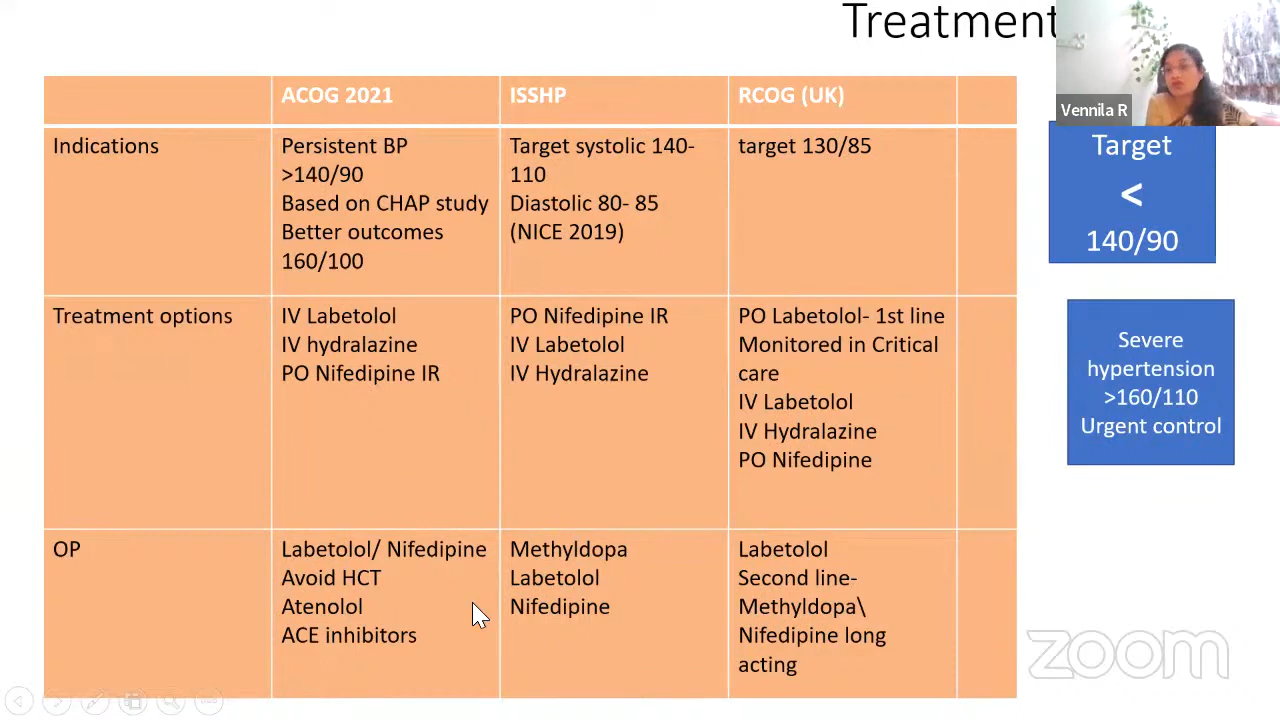 Treatment
Vennila R
ACOG 2021
ISSHP
RCOG (UK)
Indications
Persistent BP
>140/90
Based on CHAP study
Better outcomes
160/100
Target systolic 140-
110
Diastolic 80- 85
(NICE 2019)
target 130/85
Treatment options
IV Labetolol
IV hydralazine
PO Nifedipine IR
PO Nifedipine IR
IV Labetolol
IV Hydralazine
PO Labetolol- 1st line
Monitored in Critical
care
IV Labetolol
IV Hydralazine
PO Nifedipine
OP
Labetolol/ Nifedipine
Avoid HCT
Atenolol
ACE inhibitors
Methyldopa
Labetolol
Nifedipine
Labetolol
Second line-
Methyldopa\
Nifedipine long
acting
Target
<
140/90
Severe
hypertension
>160/110
Urgent control
zoom